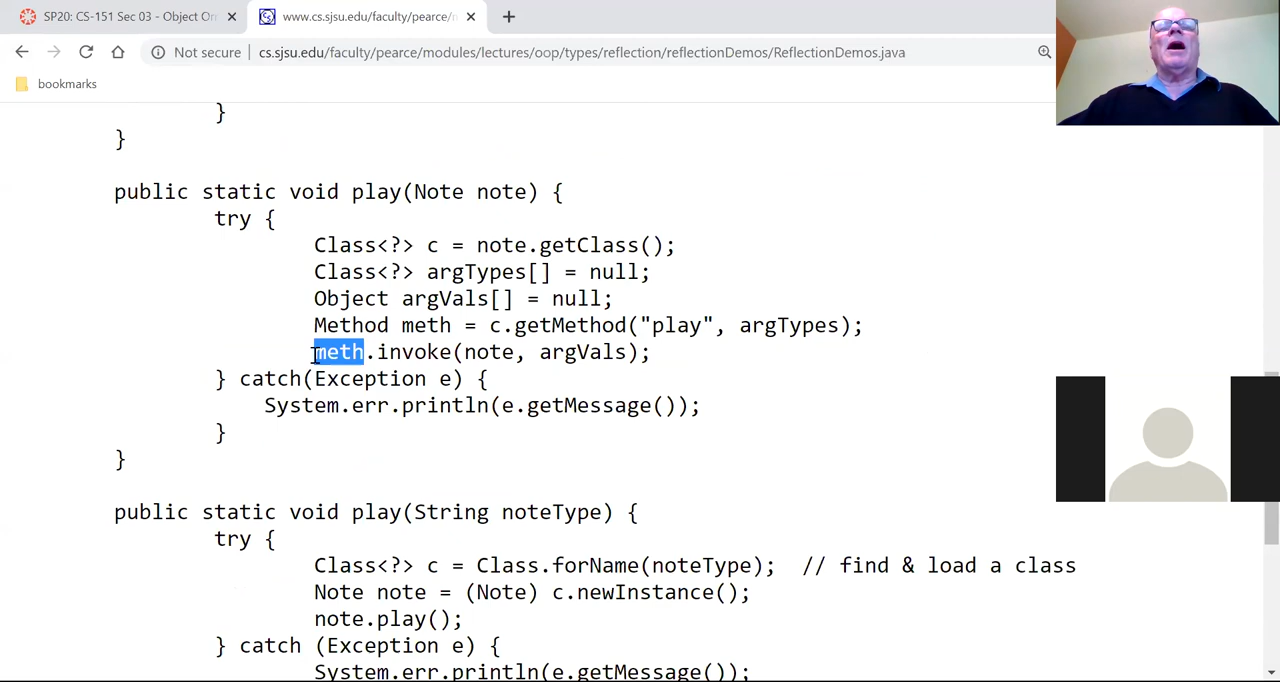 SP20: CS-151 Sec 03 - Object Or
www.cs.sjsu.edu/faculty/pearce/
Not secure | cs.sjsu.edu/faculty/pearce/modules/lectures/oop/types/reflection/reflectionDemos/ReflectionDemos.java
bookmarks
}
}
public static void play(Note note) {
try {
Class<?> c = note.getClass();
Class<?> argTypes[] = null;
Object argVals[] = null;
Method meth = c.getMethod("play", argTypes);
meth.invoke(note, argVals);
} catch(Exception e) {
System.err.println(e.getMessage());
}
}
public static void play(String noteType) {
try {
Class<?> c = Class.forName(noteType); // find & load a class
Note note = (Note) c.newInstance();
note.play();
} catch (Exception e) {
System.err.println(e.getMessage());